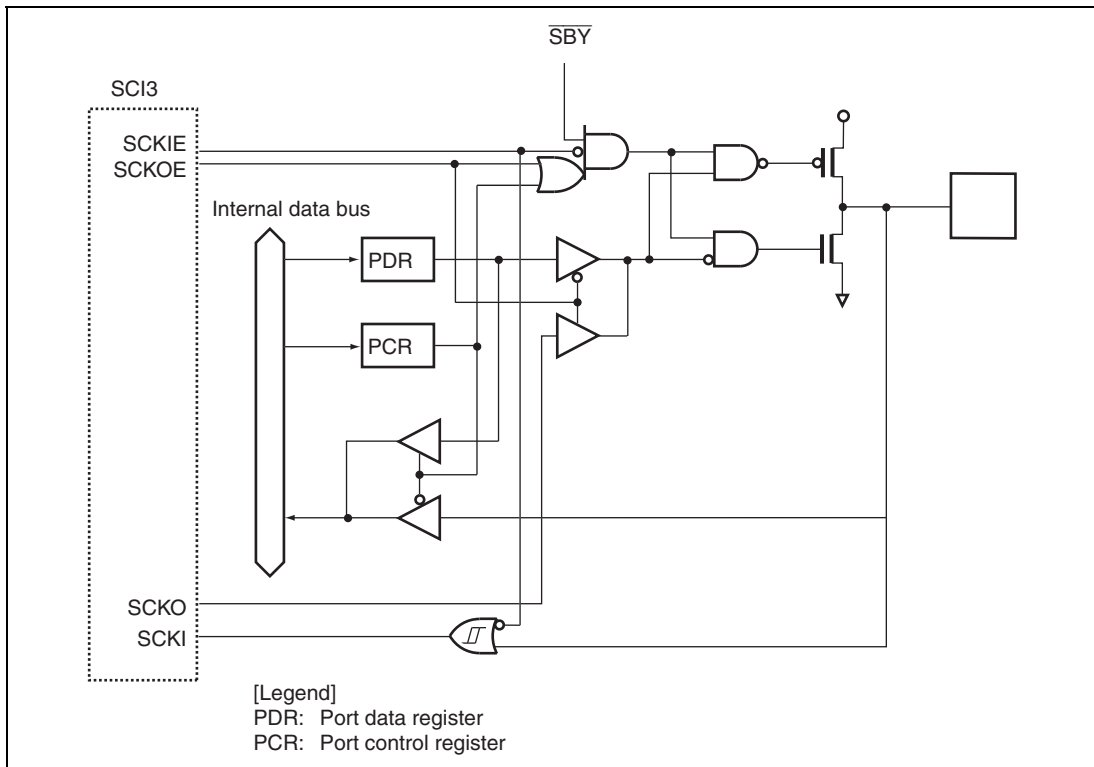 SBY
SCI3
SCKIE
SCKOE
Internal data bus
PDR
PCR
SCKO
SCKI
[Legend]
PDR: Port data register
PCR: Port control register